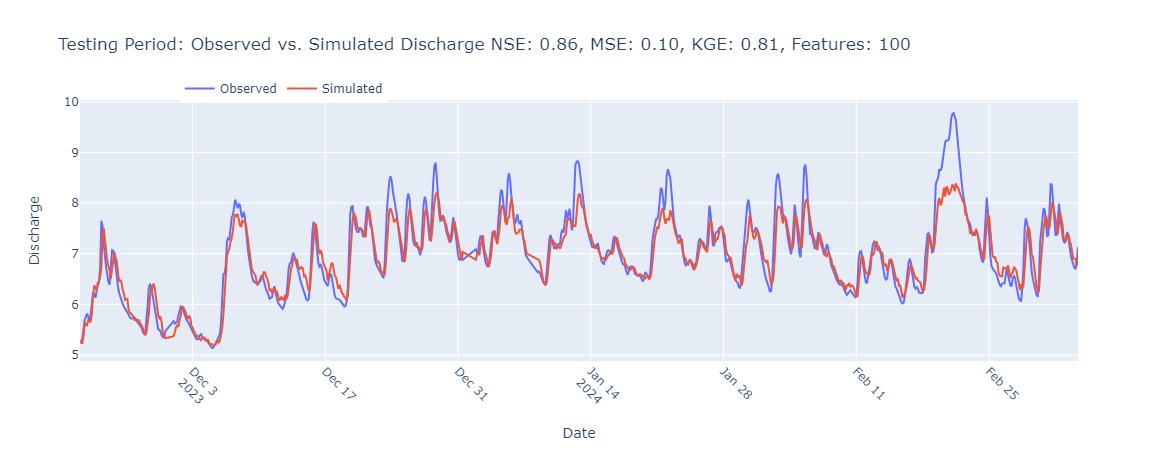 Testing Period: Observed vs. Simulated Discharge NSE: 0.86, MSE: 0.10, KGE: 0.81, Features: 100
Observed Simulated
Discharge
10
9
8
7
6
5
Dec 3
2023
Dec 17
Dec 31
Jan 14
2024
Jan 28
Feb 11
Feb 25
Date